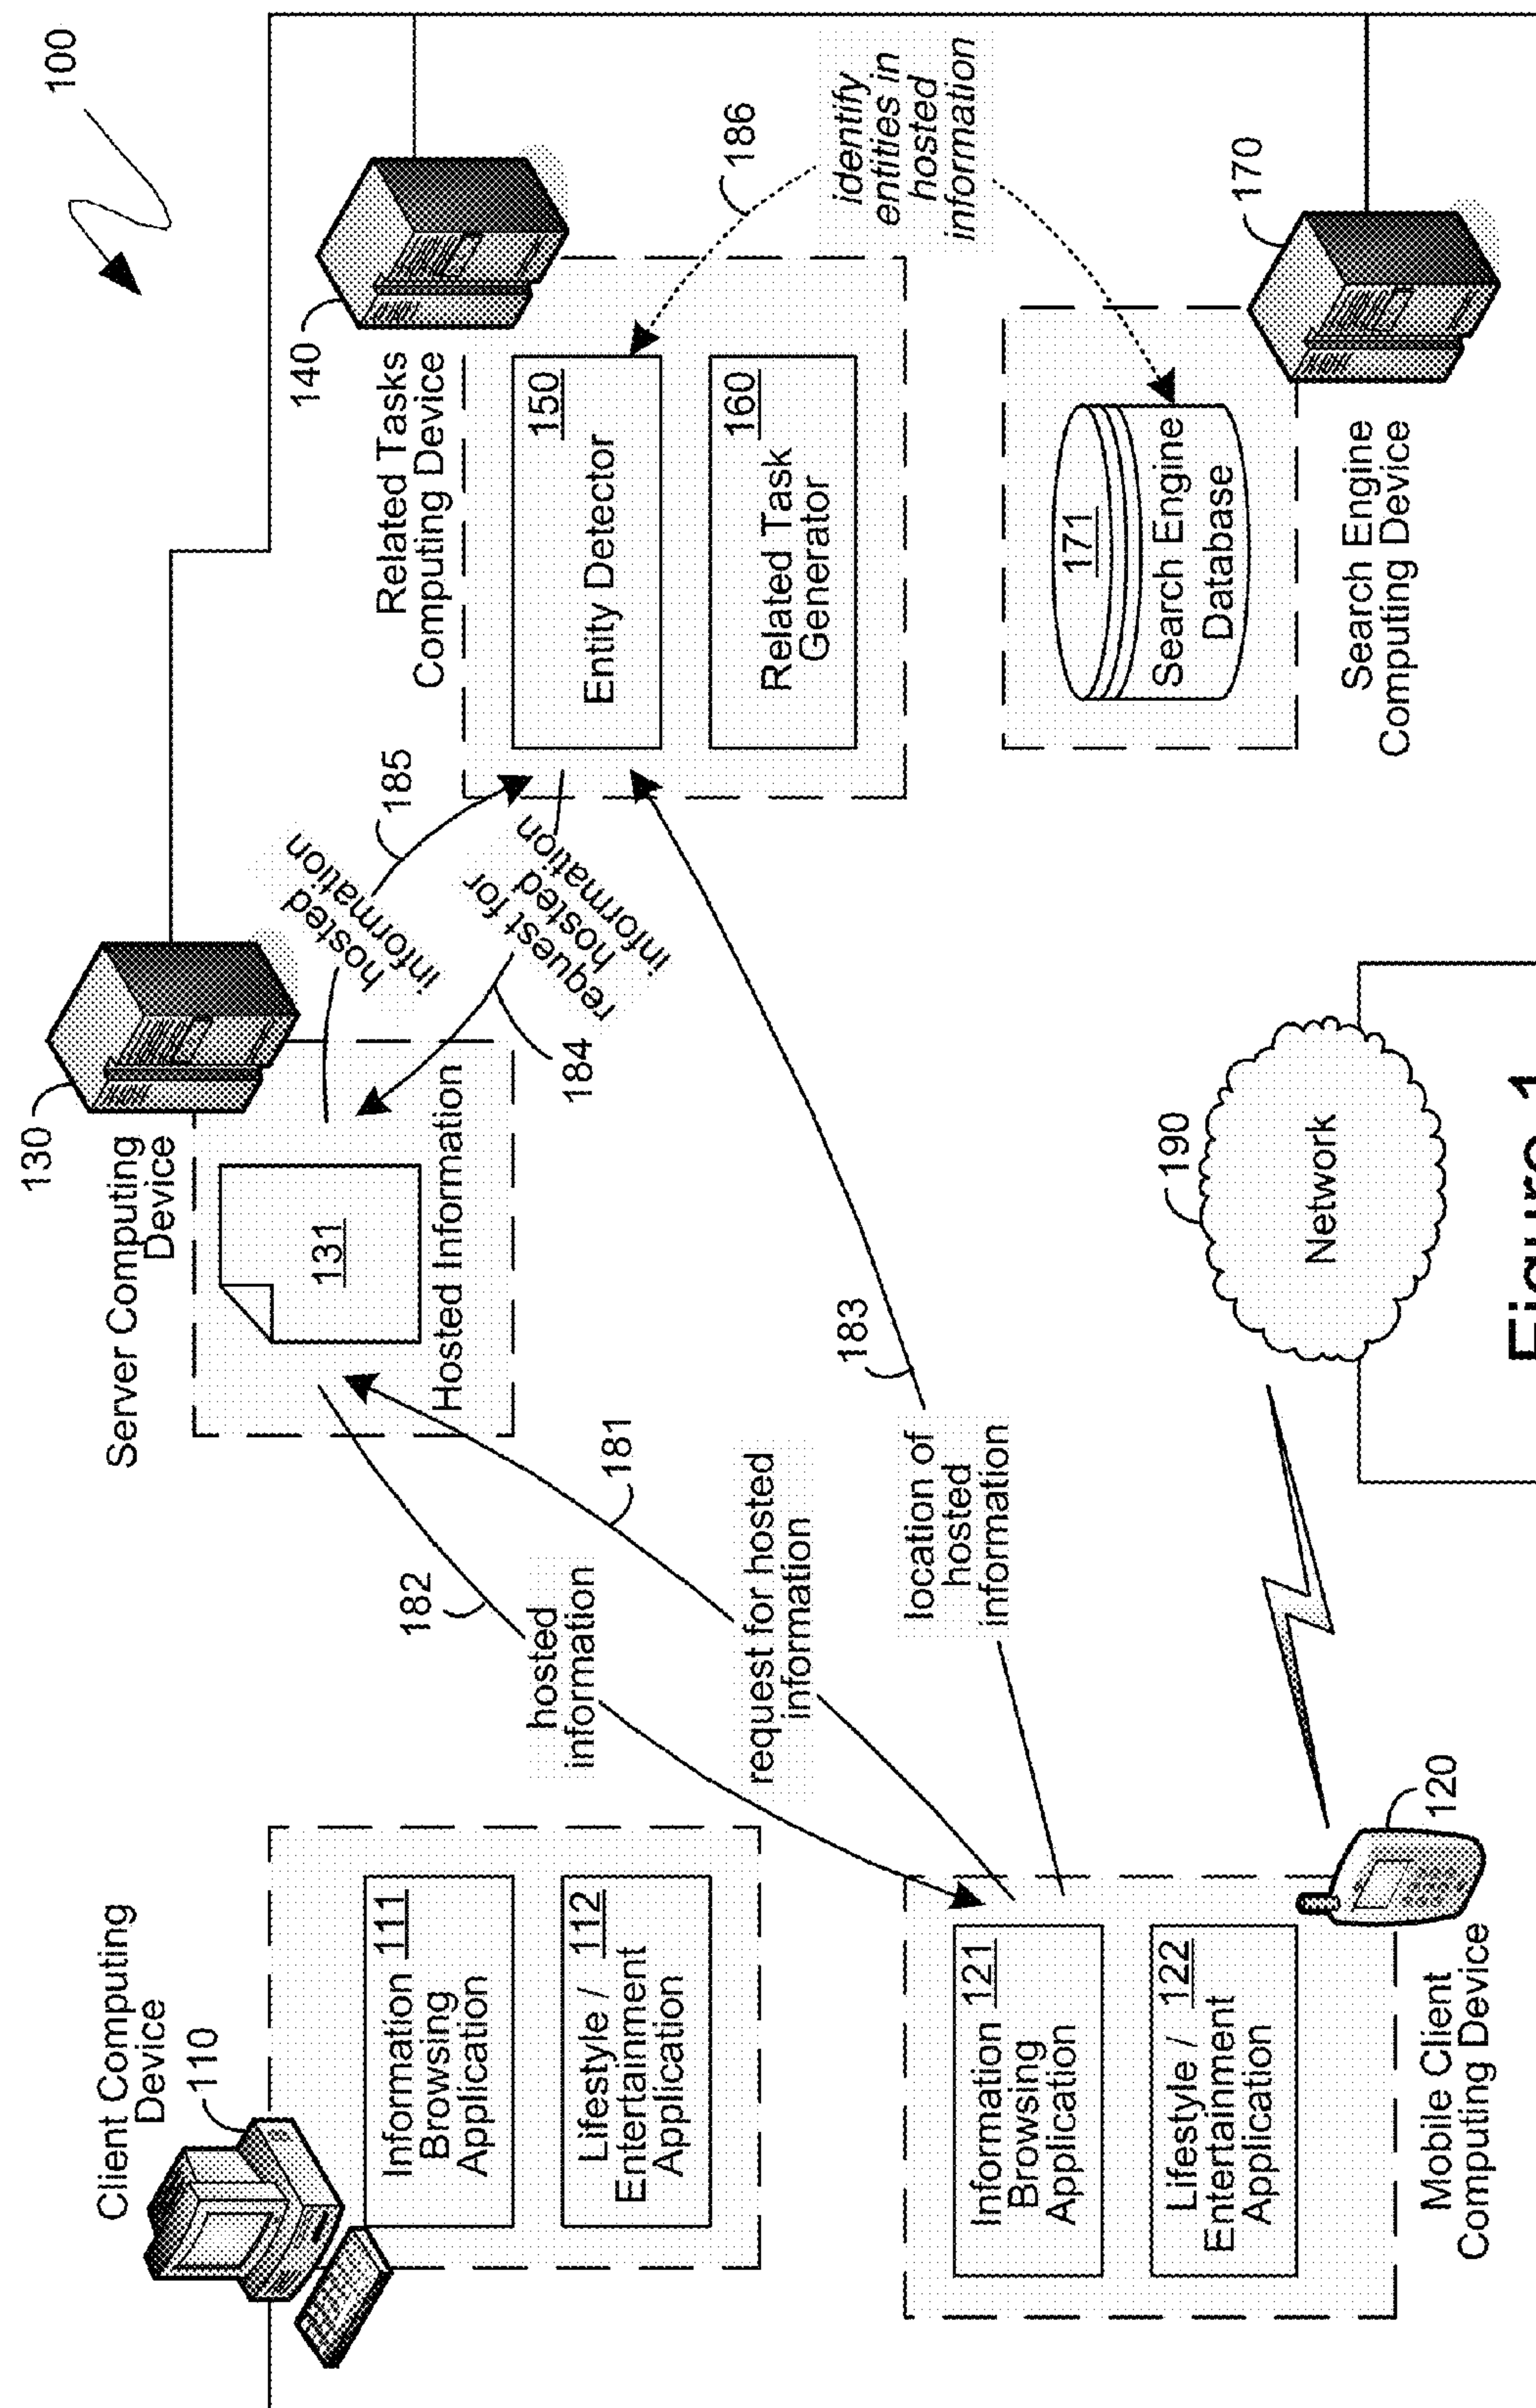 100
Client Computing
Device
110
Information 111
Browsing
Application
Lifestyle / 112
Entertainment
Application
Information 121
Browsing
Application
Lifestyle / 122
Entertainment
Application
Mobile Client
Computing Device
120
182
hosted
information
181
request for hosted
information
183
location of
hosted
information
130
Server Computing
Device
131
Hosted Information
hosted
information
185
request for
hosted
information
184
190
Network
140
Related Tasks
Computing Device
150
Entity Detector
160
Related Task
Generator
186
identify
entities in
hosted
information
170
171
Search Engine
Database
Search Engine
Computing Device
Figure 1